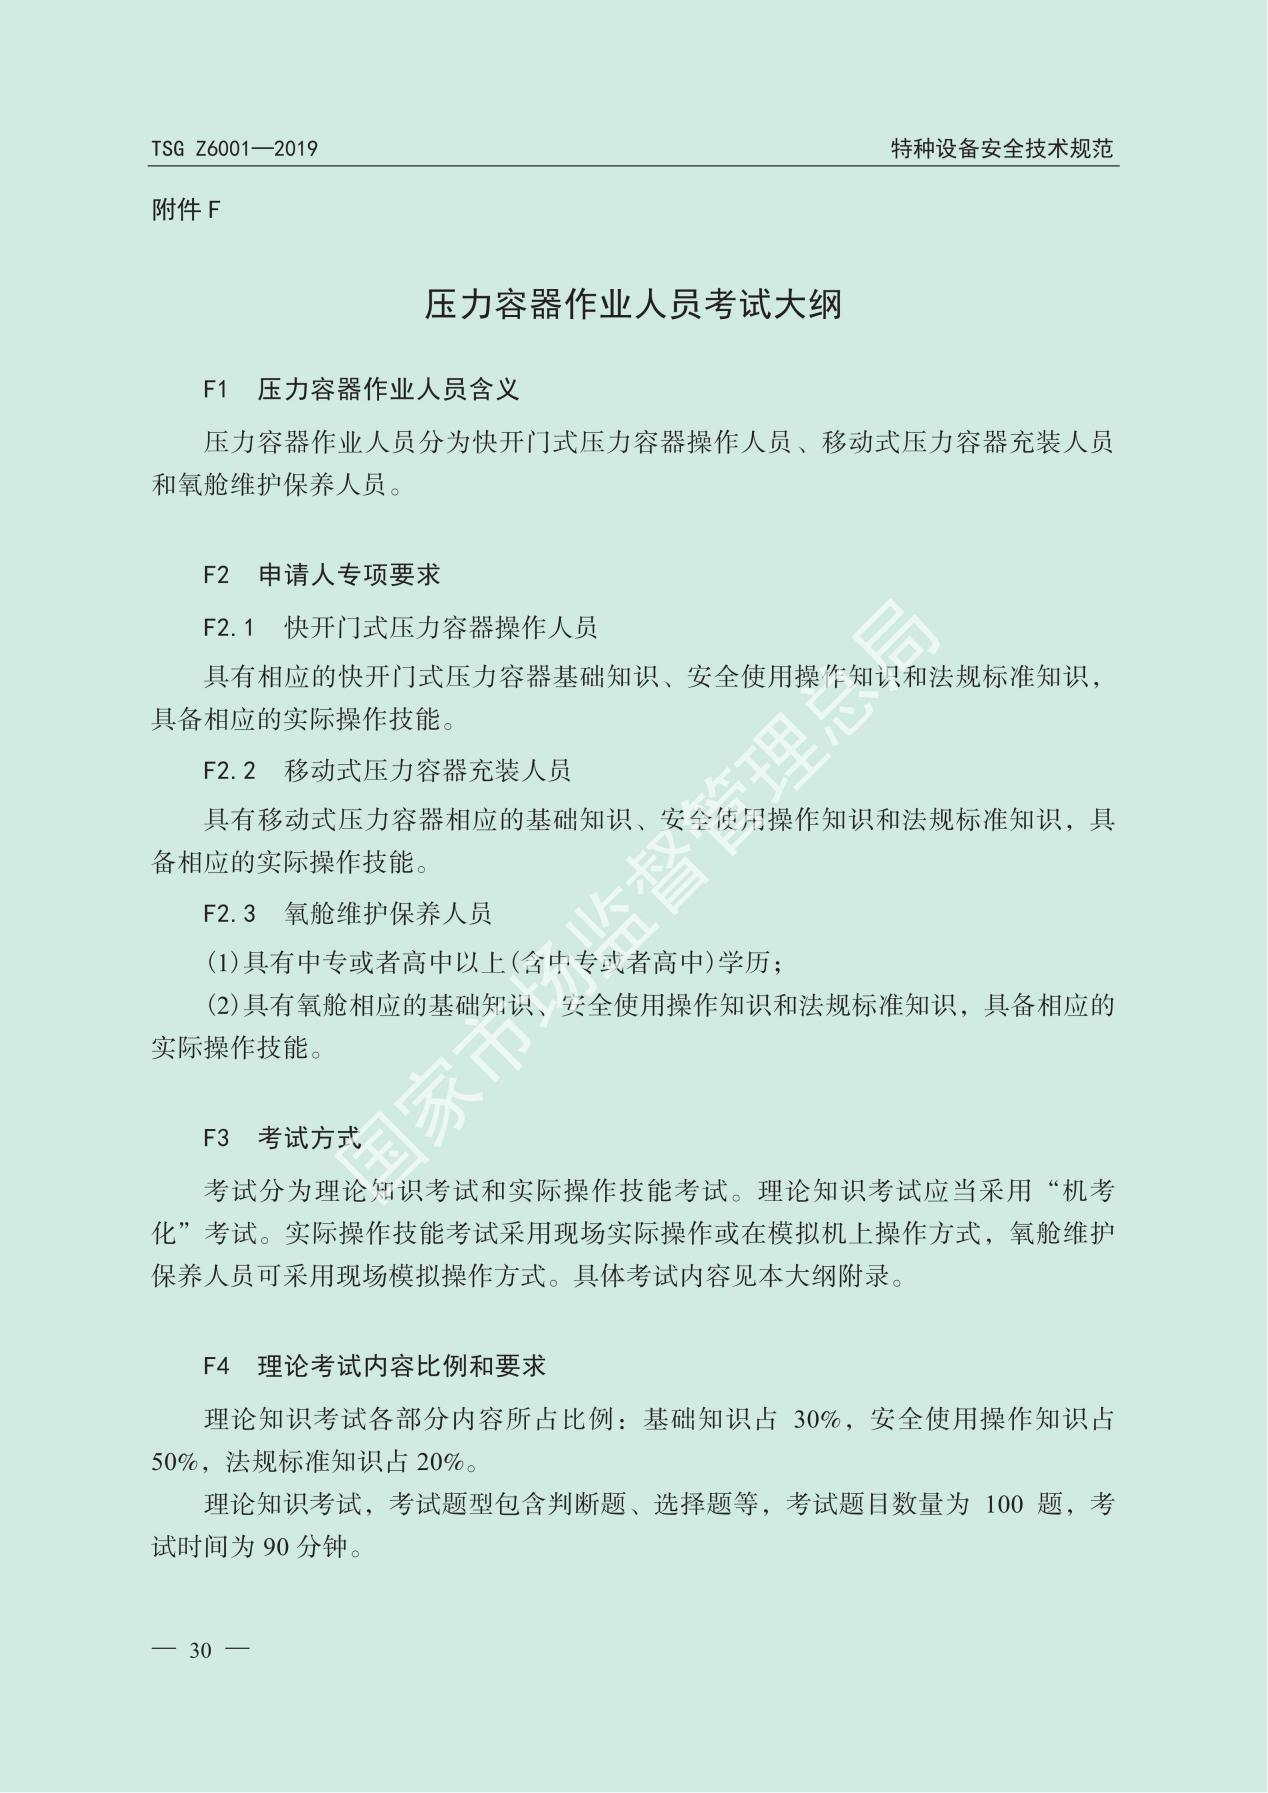 TSG Z6001—2019 特种设备安全技术规范
附件 F
压力容器作业人员考试大纲
F1 压力容器作业人员含义
压力容器作业人员分为快开门式压力容器操作人员、移动式压力容器充装人员
和氧舱维护保养人员。
F2 申请人专项要求
F2.1 快开门式压力容器操作人员
具有相应的快开门式压力容器基础知识、安全使用操作知识和法规标准知识，
具备相应的实际操作技能。
F2.2 移动式压力容器充装人员
具有移动式压力容器相应的基础知识、安全使用操作知识和法规标准知识，具
备相应的实际操作技能。
F2.3 氧舱维护保养人员
(1)具有中专或者高中以上(含中专或者高中)学历；
(2)具有氧舱相应的基础知识、安全使用操作知识和法规标准知识，具备相应的
实际操作技能。
F3 考试方式
考试分为理论知识考试和实际操作技能考试。理论知识考试应当采用“机考
化”考试。实际操作技能考试采用现场实际操作或在模拟机上操作方式，氧舱维护
保养人员可采用现场模拟操作方式。具体考试内容见本大纲附录。
F4 理论考试内容比例和要求
理论知识考试各部分内容所占比例：基础知识占 30%，安全使用操作知识占
50%，法规标准知识占 20%。
理论知识考试，考试题型包含判断题、选择题等，考试题目数量为 100 题，考
试时间为 90 分钟。
— 30 —
国家市场监督管理总局